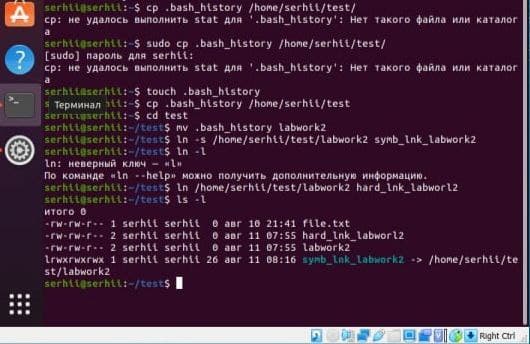 serhii@serhii:~$ cp .bash_history /home/serhii/test/
cp: не удалось выполнить stat для '.bash_history': Нет такого файла или каталог
а
serhii@serhii:~$ sudo cp .bash_history /home/serhii/test/
[sudo] пароль для serhii:
cp: не удалось выполнить stat для '.bash_history': Нет такого файла или каталог
а
serhii@serhii:~$ touch .bash_history
Терминал
serhii@serhii:~$ cp .bash_history /home/serhii/test
serhii@serhii:~$ cd test
serhii@serhii:~/test$ mv .bash_history labwork2
serhii@serhii:~/test$ ln -s /home/serhii/test/labwork2 symb_lnk_labwork2
serhii@serhii:~/test$ ln -l
ln: неверный ключ — «l»
По команде «ln --help» можно получить дополнительную информацию.
serhii@serhii:~/test$ ln /home/serhii/test/labwork2 hard_lnk_laborl2
serhii@serhii:~/test$ ls -l
итого 0
-rw-rw-r-- 1 serhii serhii 0 авг 10 21:41 file.txt
-rw-rw-r-- 2 serhii serhii 0 авг 11 07:55 hard_lnk_laborl2
-rw-rw-r-- 2 serhii serhii 0 авг 11 07:55 labwork2
lrwxrwxrwx 1 serhii serhii 26 авг 11 08:16 symb_lnk_labwork2 -> /home/serhii/te
st/labwork2
serhii@serhii:~/test$
Right Ctrl